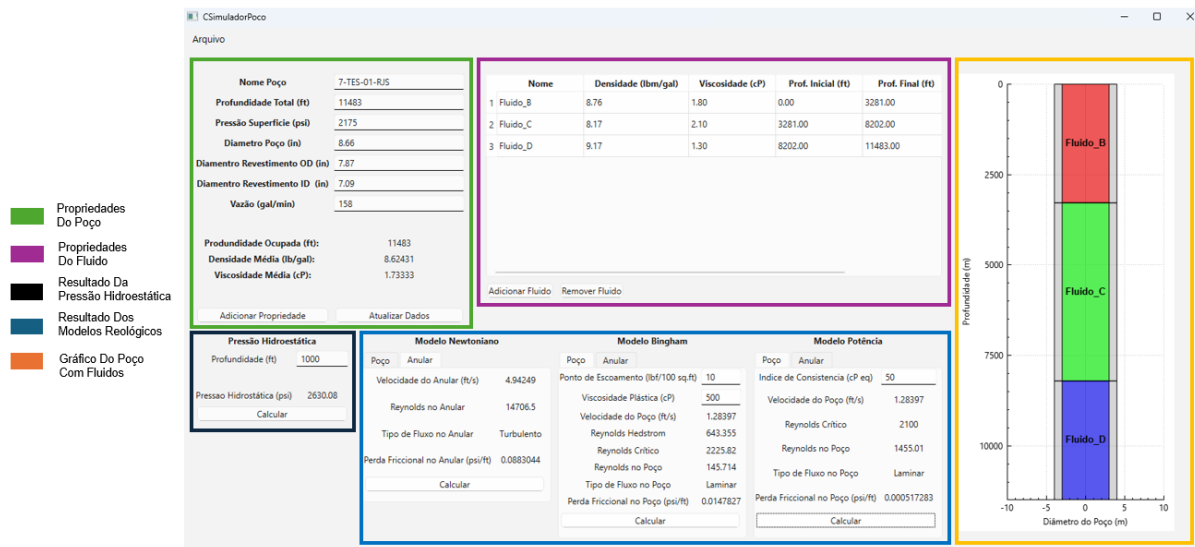 CSimuladorPoco
Arquivo
Nome Poço 7-TES-01-RJS
Profundidade Total (ft) 11483
Pressão Superfície (psi) 2175
Diametro Poço (in) 8.66
Diamentro Revestimento OD (in) 7.87
Diamentro Revestimento ID (in) 7.09
Vazão (gal/min) 158
Produndidade Ocupada (ft): 11483
Densidade Média (lb/gal): 8.62431
Viscosidade Média (cP): 1.73333
Adicionar Propriedade Atualizar Dados
Nome Densidade (lbm/gal) Viscosidade (cP) Prof. Inicial (ft) Prof. Final (ft)
1 Fluido_B 8.76 1.80 0.00 3281.00
2 Fluido_C 8.17 2.10 3281.00 8202.00
3 Fluido_D 9.17 1.30 8202.00 11483.00
Adicionar Fluido Remover Fluido
Propriedades
Do Poço
Propriedades
Do Fluido
Resultado Da
Pressão Hidroestática
Resultado Dos
Modelos Reológicos
Gráfico Do Poço
Com Fluidos
Pressão Hidroestática
Profundidade (ft) 1000
Pressao Hidrostática (psi) 2630.08
Calcular
Modelo Newtoniano
Poço Anular
Velocidade do Anular (ft/s) 4.94249
Reynolds no Anular 14706.5
Tipo de Fluxo no Anular Turbulento
Perda Friccional no Anular (psi/ft) 0.0883044
Calcular
Modelo Bingham
Poço Anular
Ponto de Escoamento (lbf/100 sq.ft) 10
Viscosidade Plástica (cP) 500
Velocidade do Poço (ft/s) 1.28397
Reynolds Hedstrom 643.355
Reynolds Crítico 2225.82
Reynolds no Poço 145.714
Tipo de Fluxo no Poço Laminar
Perda Friccional no Poço (psi/ft) 0.0147827
Calcular
Modelo Potência
Poço Anular
Indice de Consistencia (cP eq) 50
Velocidade do Poço (ft/s) 1.28397
Reynolds Crítico 2100
Reynolds no Poço 1455.01
Tipo de Fluxo no Poço Laminar
Perda Friccional no Poço (psi/ft) 0.000517283
Calcular
0
2500
5000
7500
10000
Profundidade (m)
Fluido_B
Fluido_C
Fluido_D
-10 -5 0 5 10
Diâmetro do Poço (m)